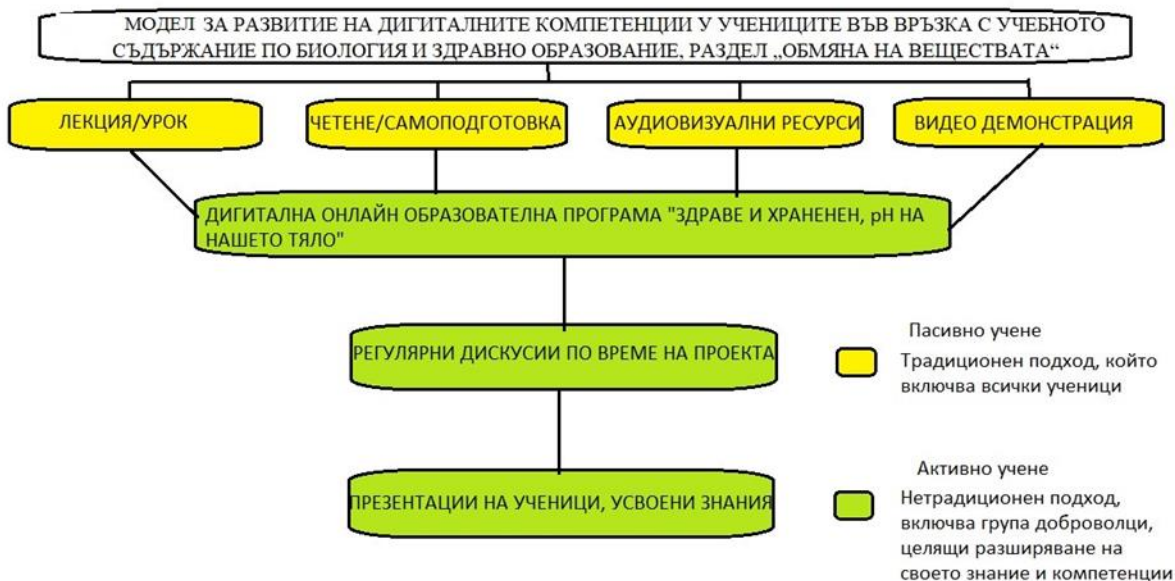 МОДЕЛ ЗА РАЗВИТИЕ НА ДИГИТАЛНИТЕ КОМПЕТЕНЦИИ У УЧЕНИЦИТЕ ВЪВ ВРЪЗКА С УЧЕБНОТО
СЪДЪРЖАНИЕ ПО БИОЛОГИЯ И ЗДРАВНО ОБРАЗОВАНИЕ, РАЗДЕЛ „ОБМЯНА НА ВЕЩЕСТВАТА“
ЛЕКЦИЯ/УРОК
ЧЕТЕНЕ/САМОПОДГОТОВКА
АУДИОВИЗУАЛНИ РЕСУРСИ
ВИДЕО ДЕМОНСТРАЦИЯ
ДИГИТАЛНА ОНЛАЙН ОБРАЗОВАТЕЛНА ПРОГРАМА "ЗДРАВЕ И ХРАНЕНЕН, pH НА
НАШЕТО ТЯЛО"
РЕГУЛЯРНИ ДИСКУСИИ ПО ВРЕМЕ НА ПРОЕКТА
ПРЕЗЕНТАЦИИ НА УЧЕНИЦИ, УСВОЕНИ ЗНАНИЯ
Пасивно учене
Традиционен подход, който
включва всички ученици
Активно учене
Нетрадиционен подход,
включва група доброволци,
целящи разширяване на
своето знание и компетенции